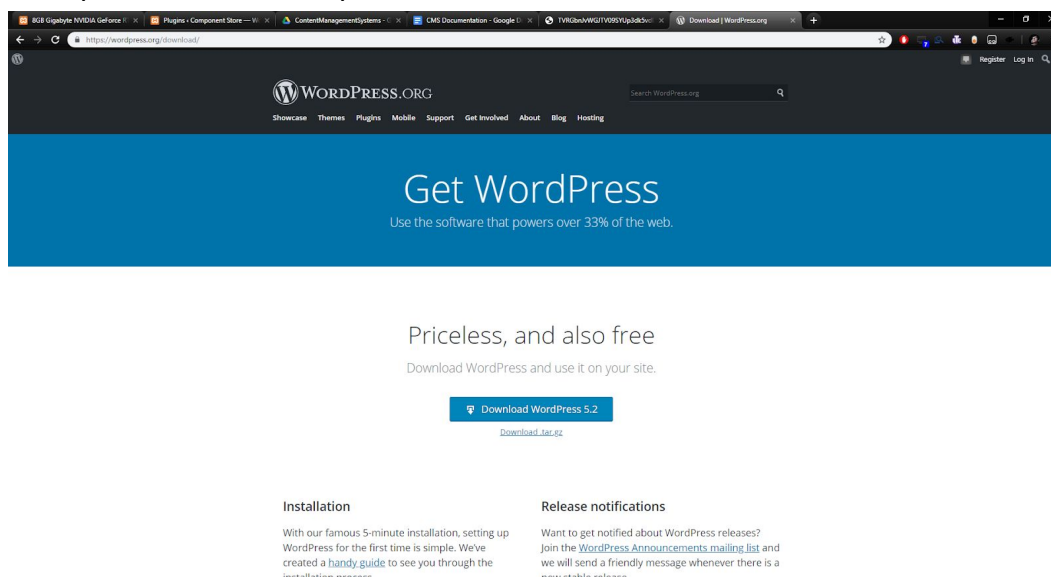 8GB Gigabyte NVIDIA GeForce
Plugins ‹ Component Store — W
ContentManagementSystems - G
CMS Documentation - Google D
Download | WordPress.org
https://wordpress.org/download/
Register Log In
WORDPRESS.ORG
Search WordPress.org
Showcase Themes Plugins Mobile Support Get Involved About Blog Hosting
Get WordPress
Use the software that powers over 33% of the web.
Priceless, and also free
Download WordPress and use it on your site.
Download WordPress 5.2
Download .tar.gz
Installation
With our famous 5-minute installation, setting up
WordPress for the first time is simple. We've
created a handy guide to see you through the
installation process.
Release notifications
Want to get notified about WordPress releases?
Join the WordPress Announcements mailing list and
we will send a friendly message whenever there is a
new stable release.